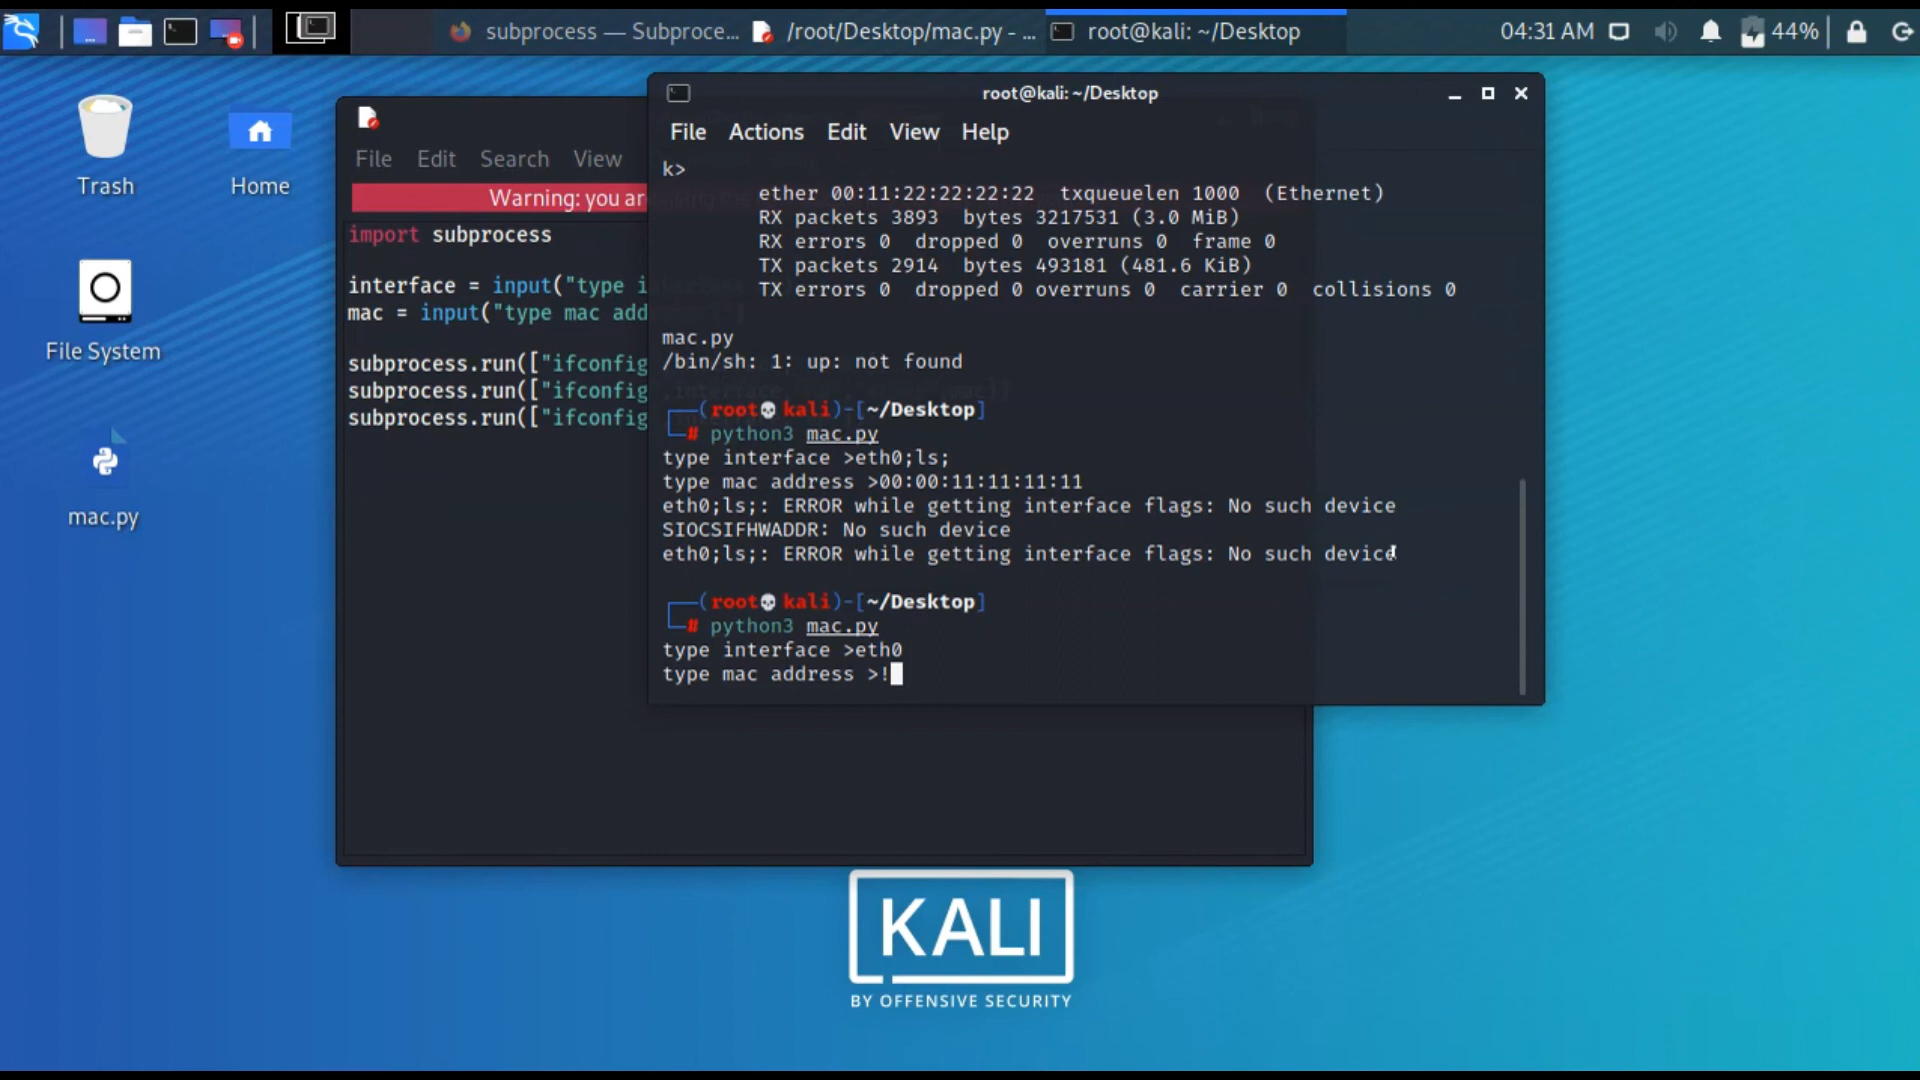 subprocess — Subproce...
/root/Desktop/mac.py - ...
root@kali: ~/Desktop
04:31 AM
44%
Trash
Home
File System
mac.py
File Edit Search View
Warning: you ar
import subprocess
interface = input("type i
mac = input("type mac add
subprocess.run(["ifconfig
subprocess.run(["ifconfig
subprocess.run(["ifconfig
root@kali: ~/Desktop
File Actions Edit View Help
k>
ether 00:11:22:22:22:22 txqueuelen 1000 (Ethernet)
RX packets 3893 bytes 3217531 (3.0 MiB)
RX errors 0 dropped 0 overruns 0 frame 0
TX packets 2914 bytes 493181 (481.6 KiB)
TX errors 0 dropped 0 overruns 0 carrier 0 collisions 0
mac.py
/bin/sh: 1: up: not found
(root💀kali)-[~/Desktop]
# python3 mac.py
type interface >eth0;ls;
type mac address >00:00:11:11:11:11
eth0;ls;: ERROR while getting interface flags: No such device
SIOCSIFHWADDR: No such device
eth0;ls;: ERROR while getting interface flags: No such device
(root💀kali)-[~/Desktop]
# python3 mac.py
type interface >eth0
type mac address >!
KALI
BY OFFENSIVE SECURITY